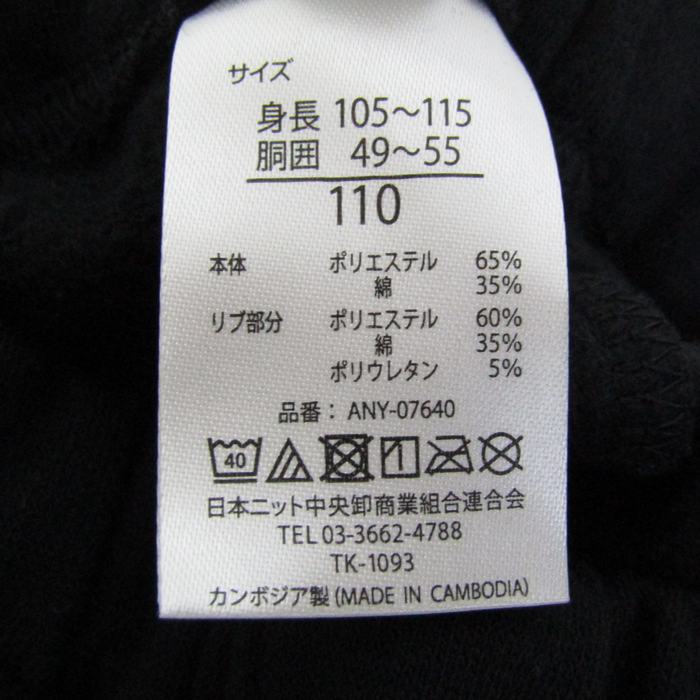 サイズ
身長 105～115
胴囲 49～55
110
本体 ポリエステル 65%
綿 35%
リブ部分 ポリエステル 60%
綿 35%
ポリウレタン 5%
品番： ANY-07640
40
日本ニット中央卸商業組合連合会
TEL 03-3662-4788
TK-1093
カンボジア製 (MADE IN CAMBODIA)